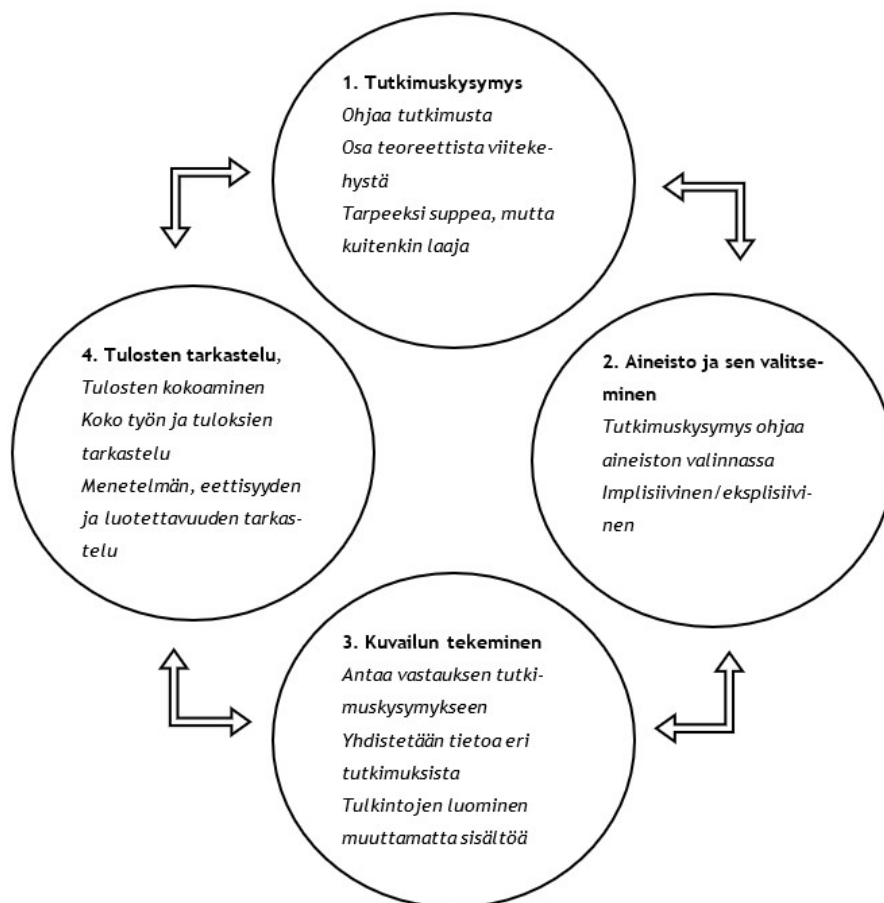 1. Tutkimuskysymys
Ohjaa tutkimusta
Osa teoreettista viiteke-
hystä
Tarpeeksi suppea, mutta
kuitenkin laaja
2. Aineisto ja sen valitse-
minen
Tutkimuskysymys ohjaa
aineiston valinnassa
Implisiivinen/eksplisiivi-
nen
3. Kuvailun tekeminen
Antaa vastauksen tutki-
muskysymykseen
Yhdistetään tietoa eri
tutkimuksista
Tulkintojen luominen
muuttamatta sisältöä
4. Tulosten tarkastelu,
Tulosten kokoaminen
Koko työn ja tuloksien
tarkastelu
Menetelmän, eettisyyden
ja luotettavuuden tarkas-
telu